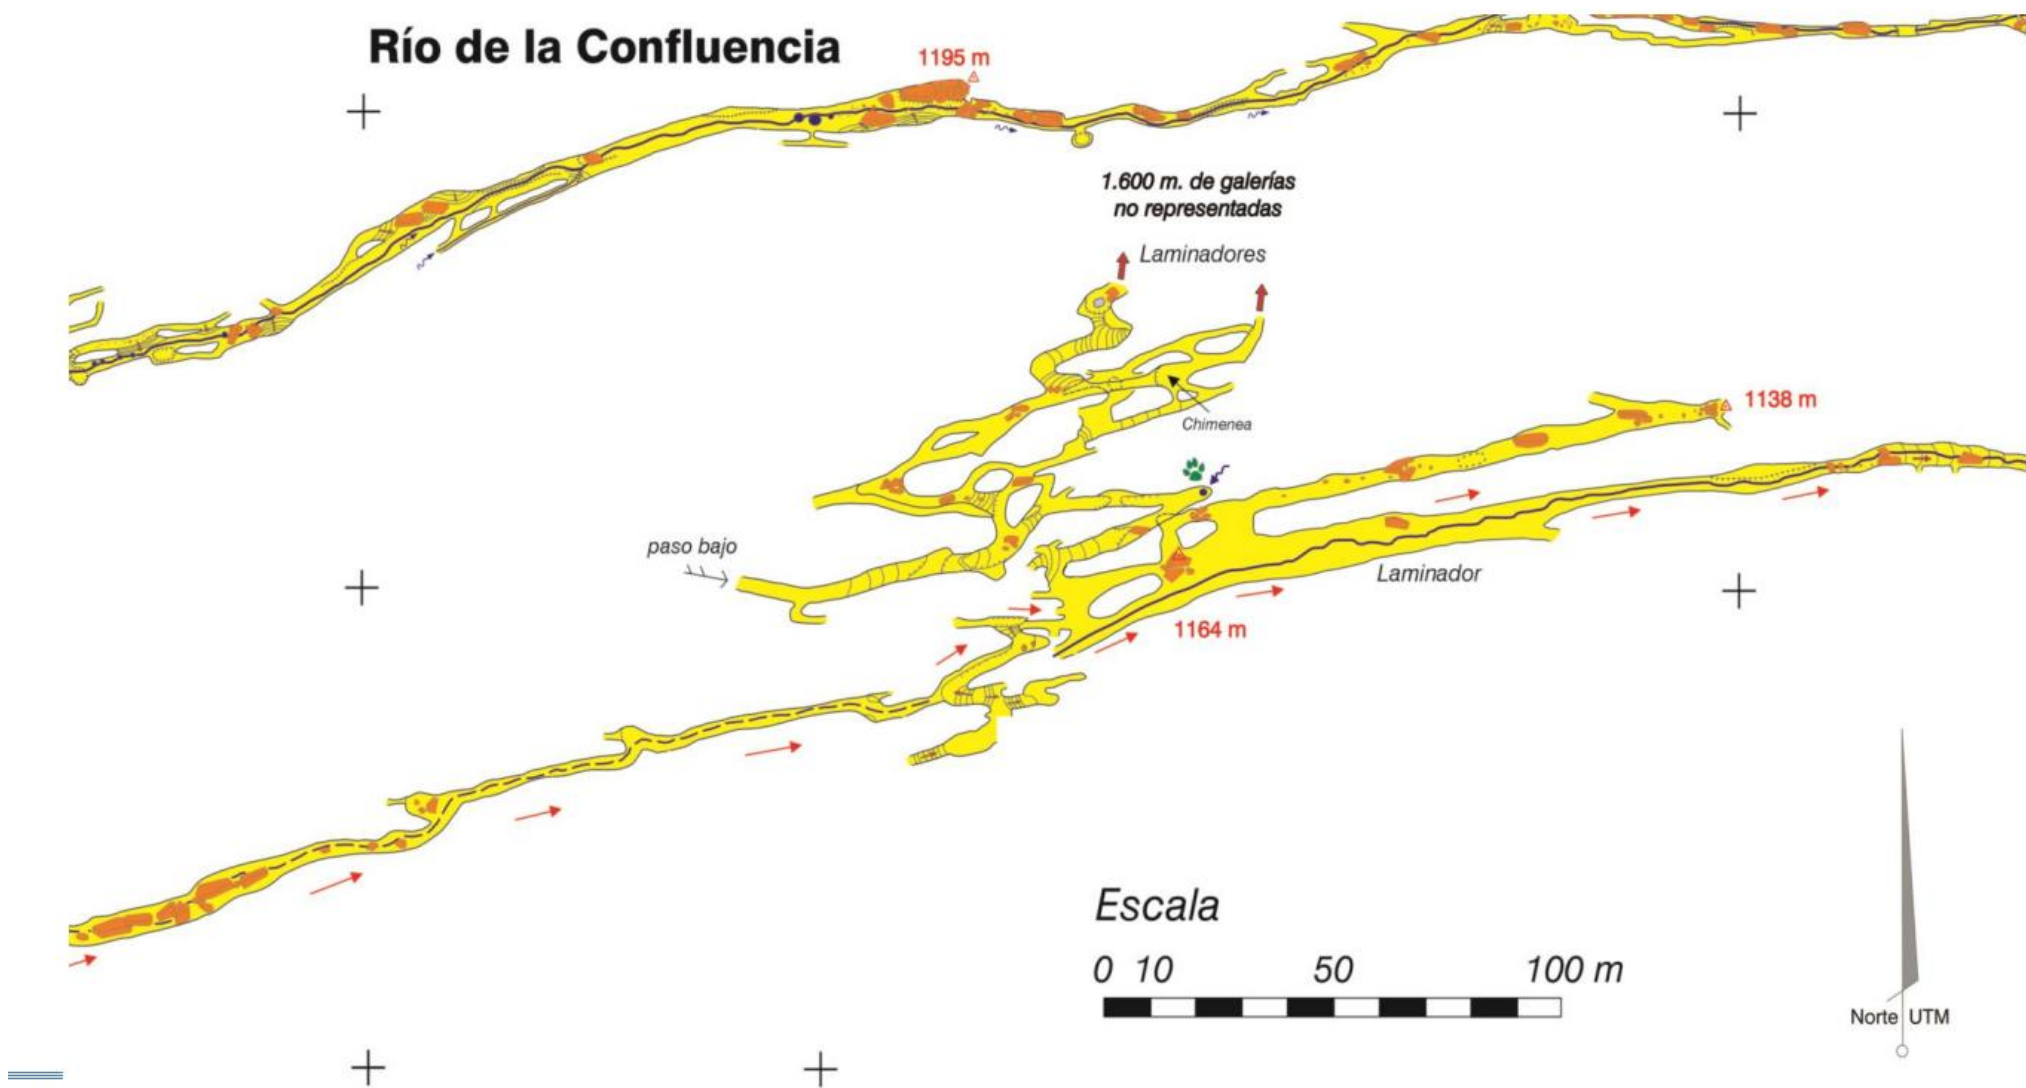 Río de la Confluencia
1195 m
1.600 m. de galerías
no representadas
Laminadores
Chimenea
1138 m
paso bajo
Laminador
1164 m
Escala
0 10 50 100 m
Norte UTM